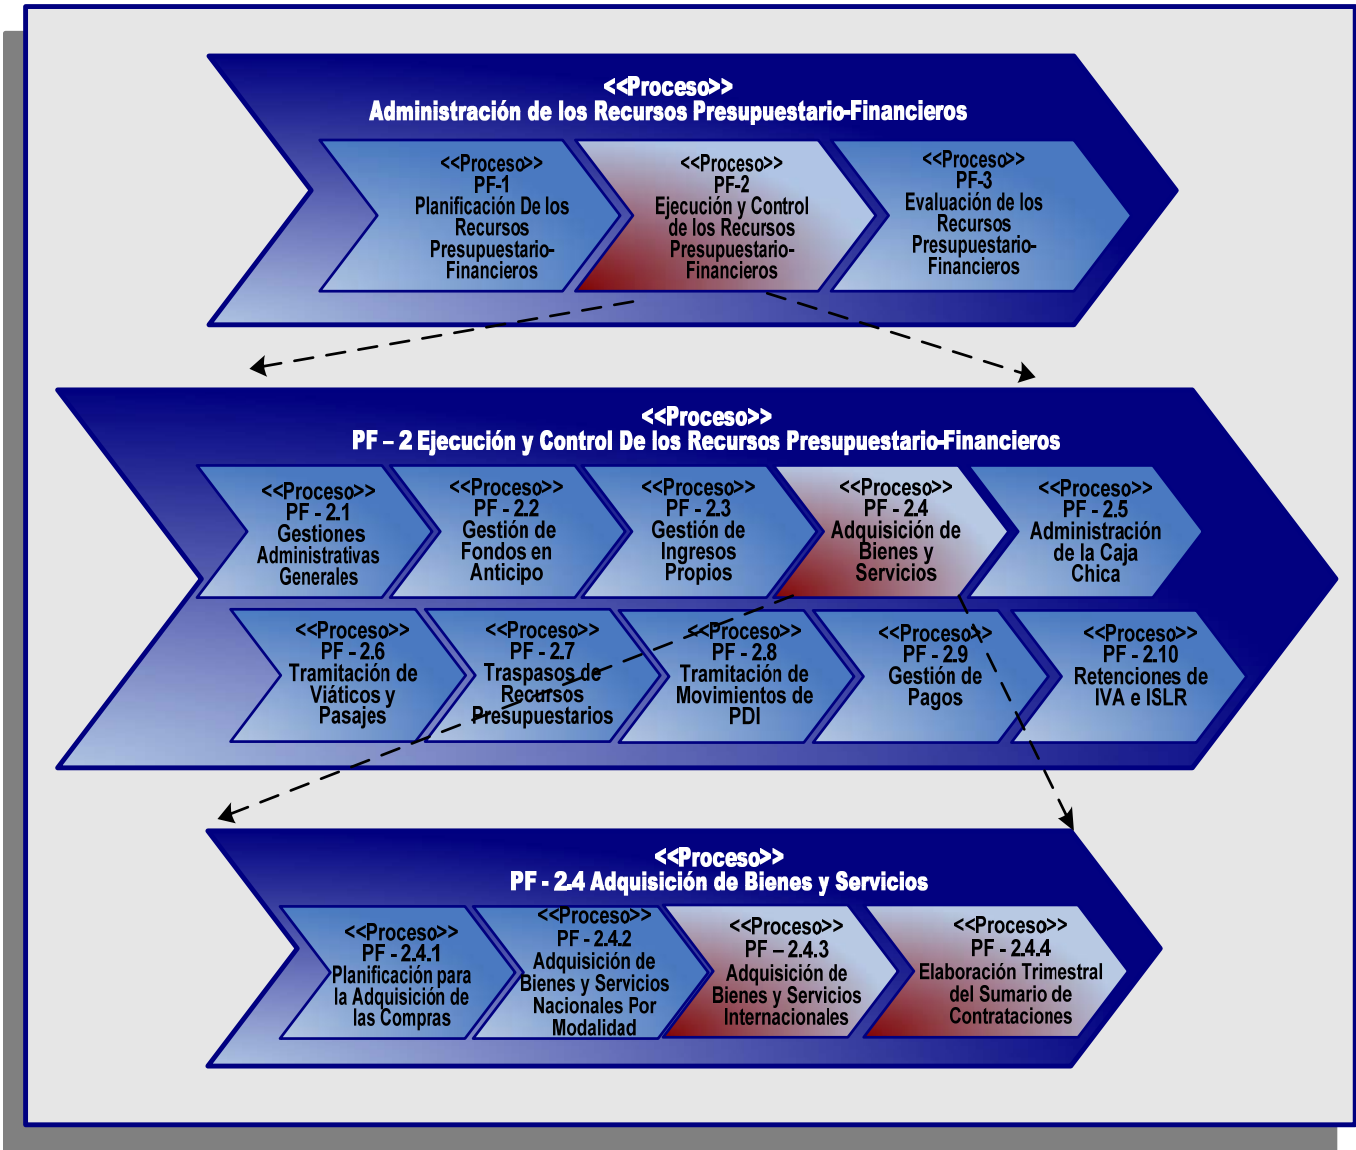 <<Proceso>>
Administración de los Recursos Presupuestario-Financieros
<<Proceso>>
PF-1
Planificación De los
Recursos
Presupuestario-
Financieros
<<Proceso>>
PF-2
Ejecución y Control
de los Recursos
Presupuestario-
Financieros
<<Proceso>>
PF-3
Evaluación de los
Recursos
Presupuestario-
Financieros
<<Proceso>>
PF – 2 Ejecución y Control De los Recursos Presupuestario-Financieros
<<Proceso>>
PF - 2.1
Gestiones
Administrativas
Generales
<<Proceso>>
PF - 2.2
Gestión de
Fondos en
Anticipo
<<Proceso>>
PF - 2.3
Gestión de
Ingresos
Propios
<<Proceso>>
PF - 2.4
Adquisición de
Bienes y
Servicios
<<Proceso>>
PF - 2.5
Administración
de la Caja
Chica
<<Proceso>>
PF - 2.6
Tramitación de
Viáticos y
Pasajes
<<Proceso>>
PF - 2.7
Traspasos de
Recursos
Presupuestarios
<<Proceso>>
PF - 2.8
Tramitación de
Movimientos de
PDI
<<Proceso>>
PF - 2.9
Gestión de
Pagos
<<Proceso>>
PF - 2.10
Retenciones de
IVA e ISLR
<<Proceso>>
PF - 2.4 Adquisición de Bienes y Servicios
<<Proceso>>
PF - 2.4.1
Planificación para
la Adquisición de
las Compras
<<Proceso>>
PF - 2.4.2
Adquisición de
Bienes y Servicios
Nacionales Por
Modalidad
<<Proceso>>
PF – 2.4.3
Adquisición de
Bienes y Servicios
Internacionales
<<Proceso>>
PF - 2.4.4
Elaboración Trimestral
del Sumario de
Contrataciones